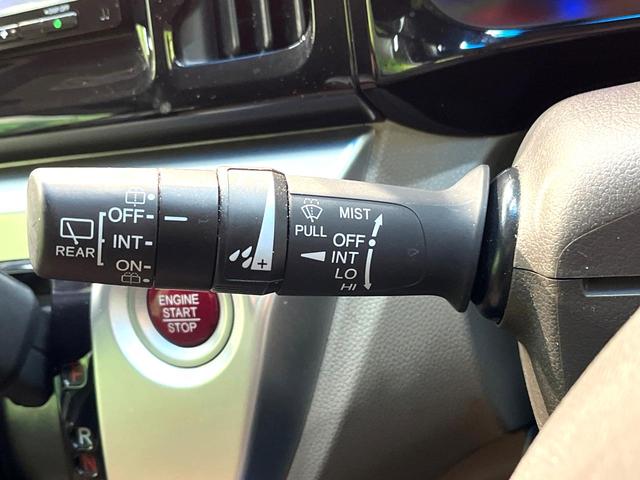 OFF
INT
REAR
ON
PULL
MIST
OFF
INT
LO
HI
ENGINE
START
STOP
R